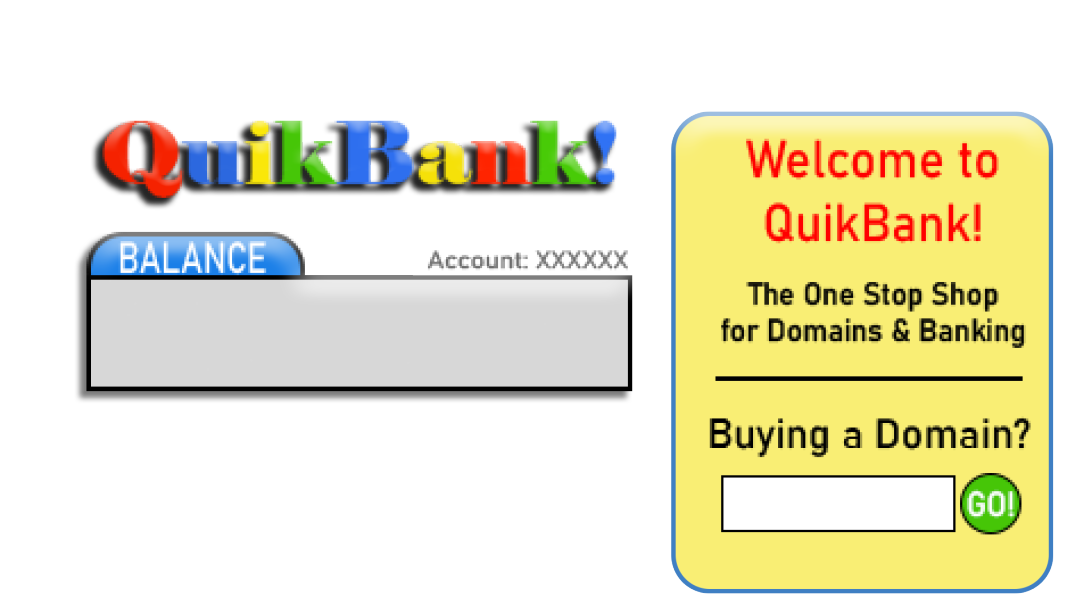 QuikBank!
BALANCE
Account: XXXXXX
Welcome to
QuikBank!
The One Stop Shop
for Domains & Banking
Buying a Domain?
GO!